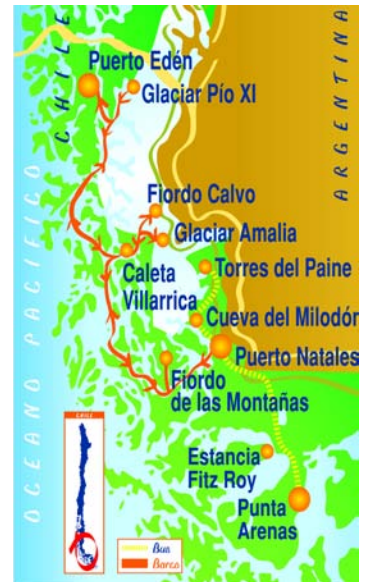 CHILE
ARGENTINA
OCEANO PACIFICO
Puerto Edén
Glaciar Pío XI
Fiordo Calvo
Glaciar Amalia
Caleta
Villarrica
Torres del Paine
Cueva del Milodón
Puerto Natales
Fiordo
de las Montañas
Estancia
Fitz Roy
Punta
Arenas
CHILE
Bus
Barco